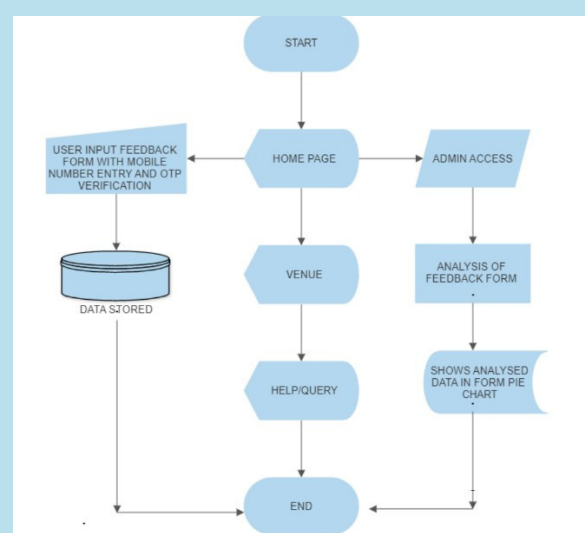 START
USER INPUT FEEDBACK
FORM WITH MOBILE
NUMBER ENTRY AND OTP
VERIFICATION
HOME PAGE
ADMIN ACCESS
DATA STORED
VENUE
ANALYSIS OF
FEEDBACK FORM
HELP/QUERY
SHOWS ANALYSED
DATA IN FORM PIE
CHART
END